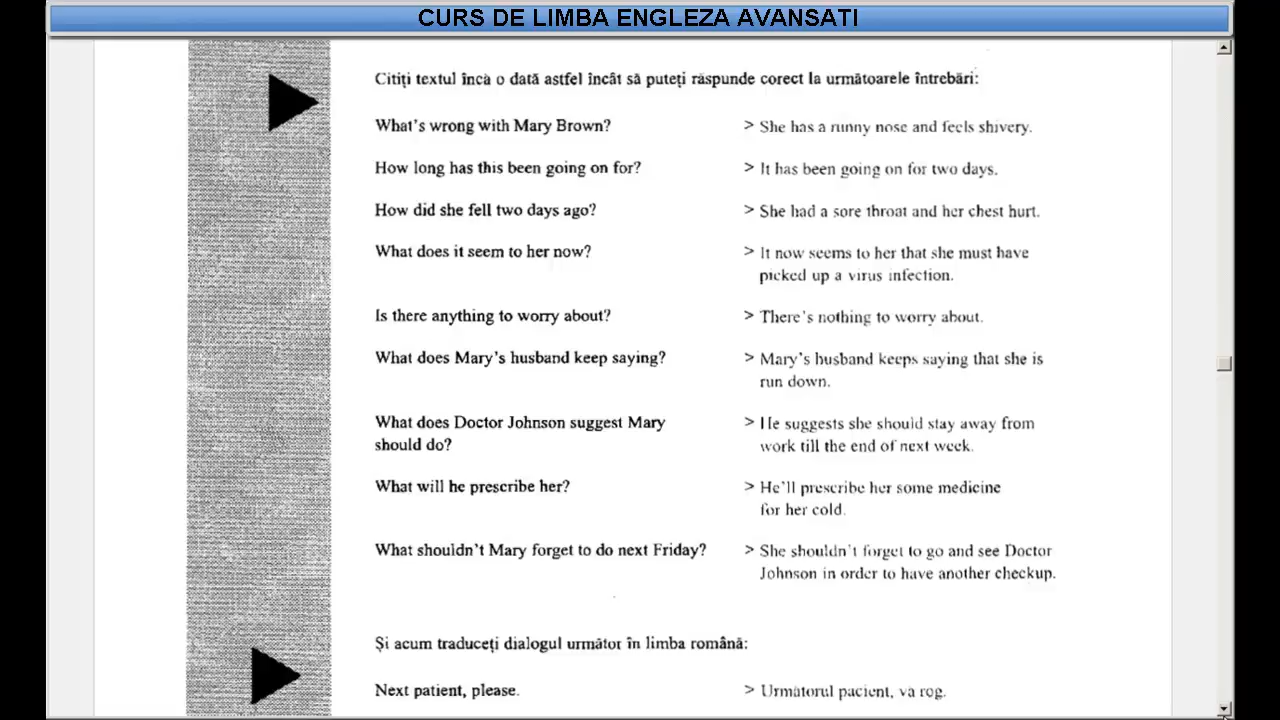 CURS DE LIMBA ENGLEZA AVANSATI
Citiți textul încă o dată astfel încât să puteți răspunde corect la următoarele întrebări:
What's wrong with Mary Brown? > She has a runny nose and feels shivery.
How long has this been going on for? > It has been going on for two days.
How did she fell two days ago? > She had a sore throat and her chest hurt.
What does it seem to her now? > It now seems to her that she must have
picked up a virus infection.
Is there anything to worry about? > There's nothing to worry about.
What does Mary's husband keep saying? > Mary's husband keeps saying that she is
run down.
What does Doctor Johnson suggest Mary > He suggests she should stay away from
should do? work till the end of next week.
What will he prescribe her? > He'll prescribe her some medicine
for her cold.
What shouldn't Mary forget to do next Friday? > She shouldn't forget to go and see Doctor
Johnson in order to have another checkup.
Și acum traduceți dialogul următor în limba română:
Next patient, please. > Următorul pacient, vă rog.